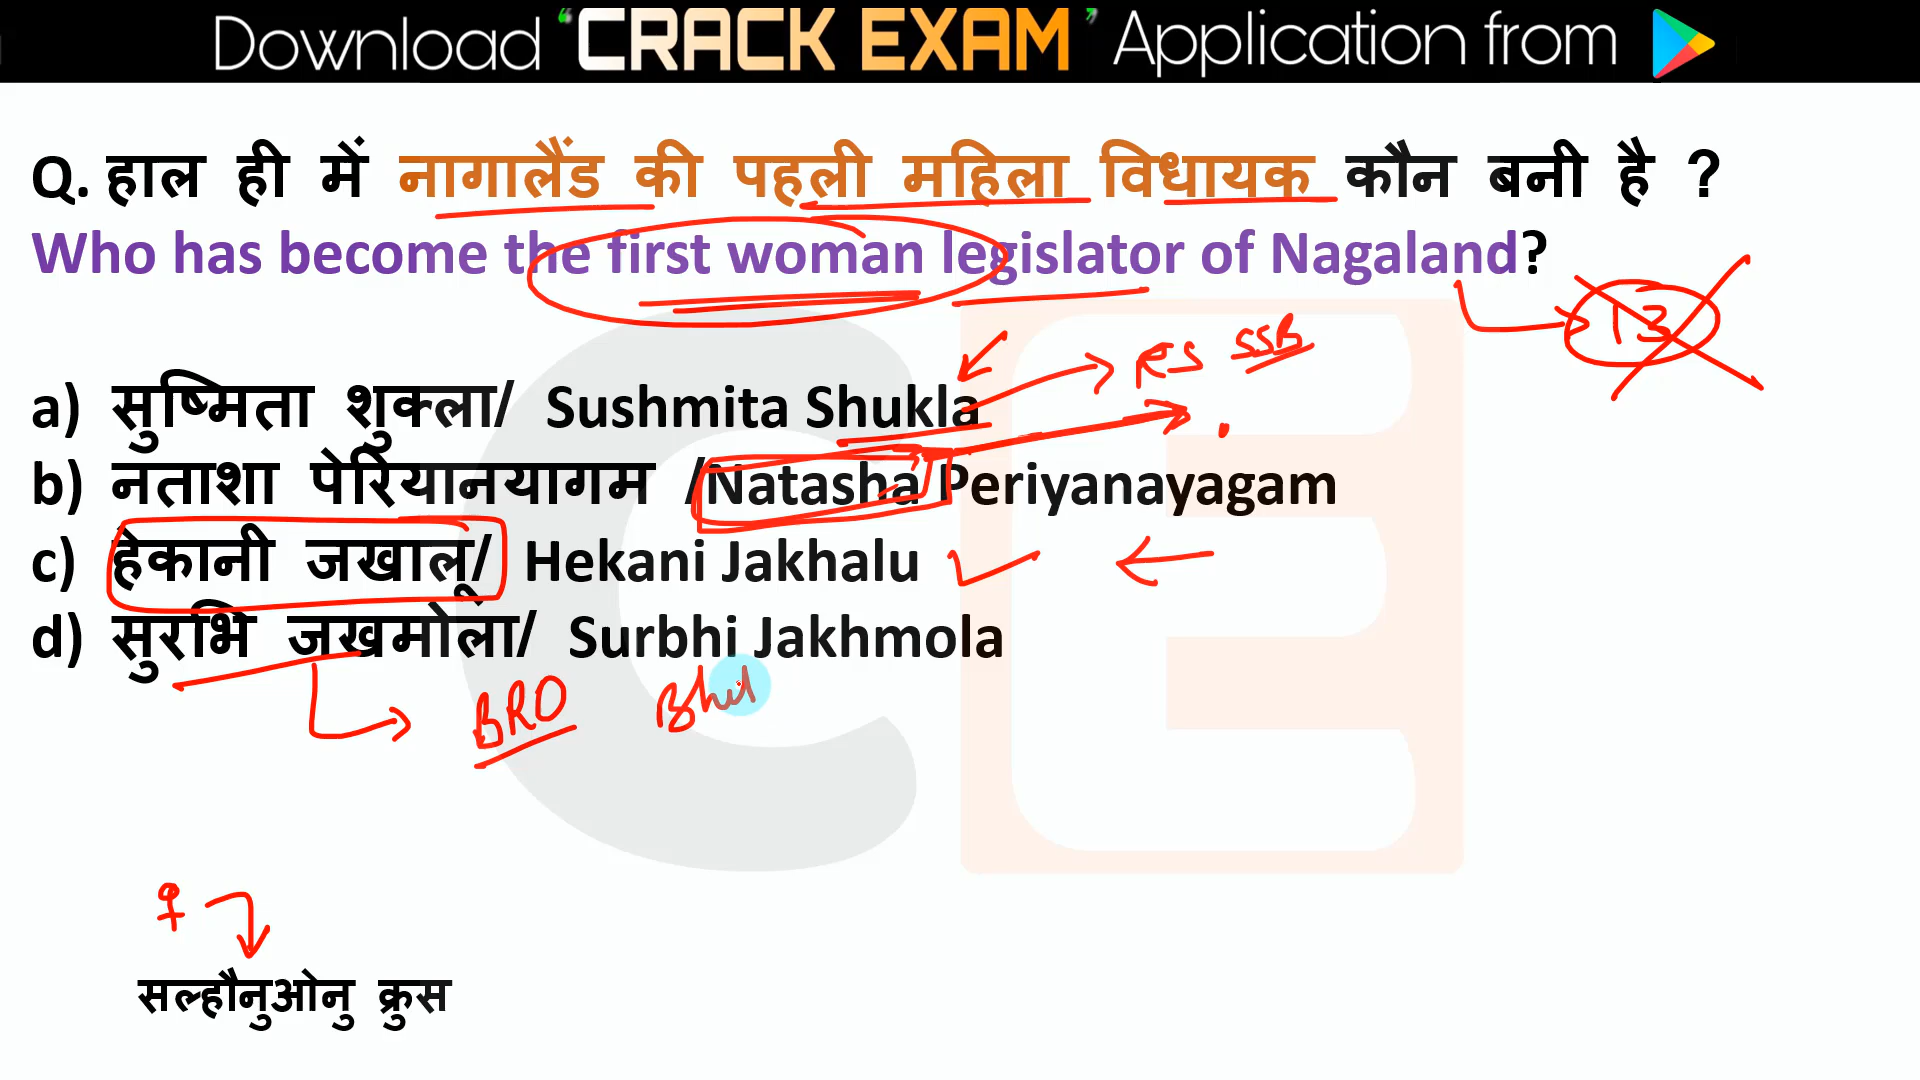 Download "CRACK EXAM" Application from
Q. हाल ही में नागालैंड की पहली महिला विधायक कौन बनी है ?
Who has become the first woman legislator of Nagaland?
13
a) सुष्मिता शुक्ला/ Sushmita Shukla
SSB
b) नताशा पेरियानयागम /Natasha Periyanayagam
c) हेकानी जखालू/ Hekani Jakhalu
d) सुरभि जखमोला/ Surbhi Jakhmola
BRO
सल्हौनुओनु क्रुस
CE